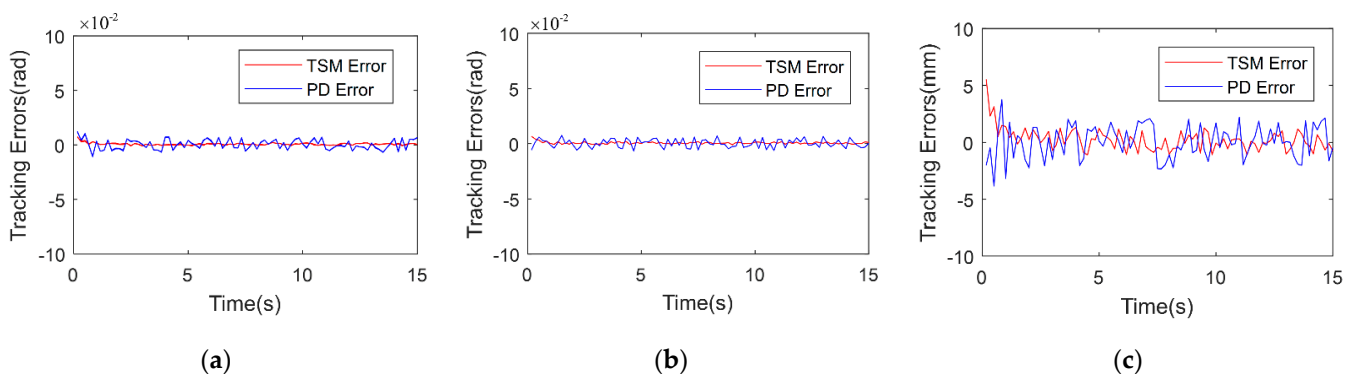 ×10-2
10
5
0
-5
-10
Tracking Errors(rad)
TSM Error
PD Error
0
5
10
15
Time(s)
(a)
×10-2
10
5
0
-5
-10
Tracking Errors(rad)
TSM Error
PD Error
0
5
10
15
Time(s)
(b)
10
5
0
-5
-10
Tracking Errors(mm)
TSM Error
PD Error
0
5
10
15
Time(s)
(c)